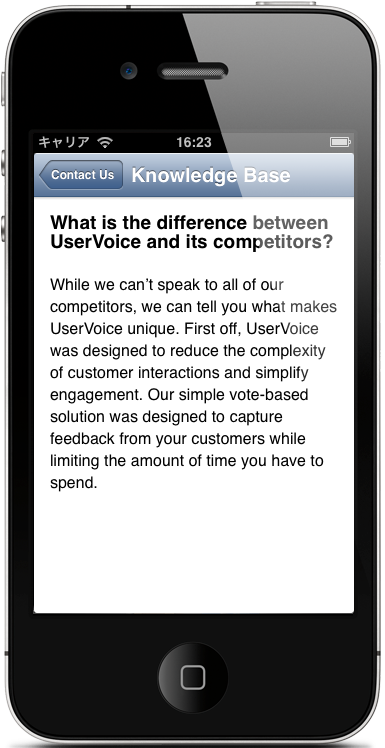 キャリア 16:23
Contact Us Knowledge Base
What is the difference between
UserVoice and its competitors?
While we can’t speak to all of our
competitors, we can tell you what makes
UserVoice unique. First off, UserVoice
was designed to reduce the complexity
of customer interactions and simplify
engagement. Our simple vote-based
solution was designed to capture
feedback from your customers while
limiting the amount of time you have to
spend.